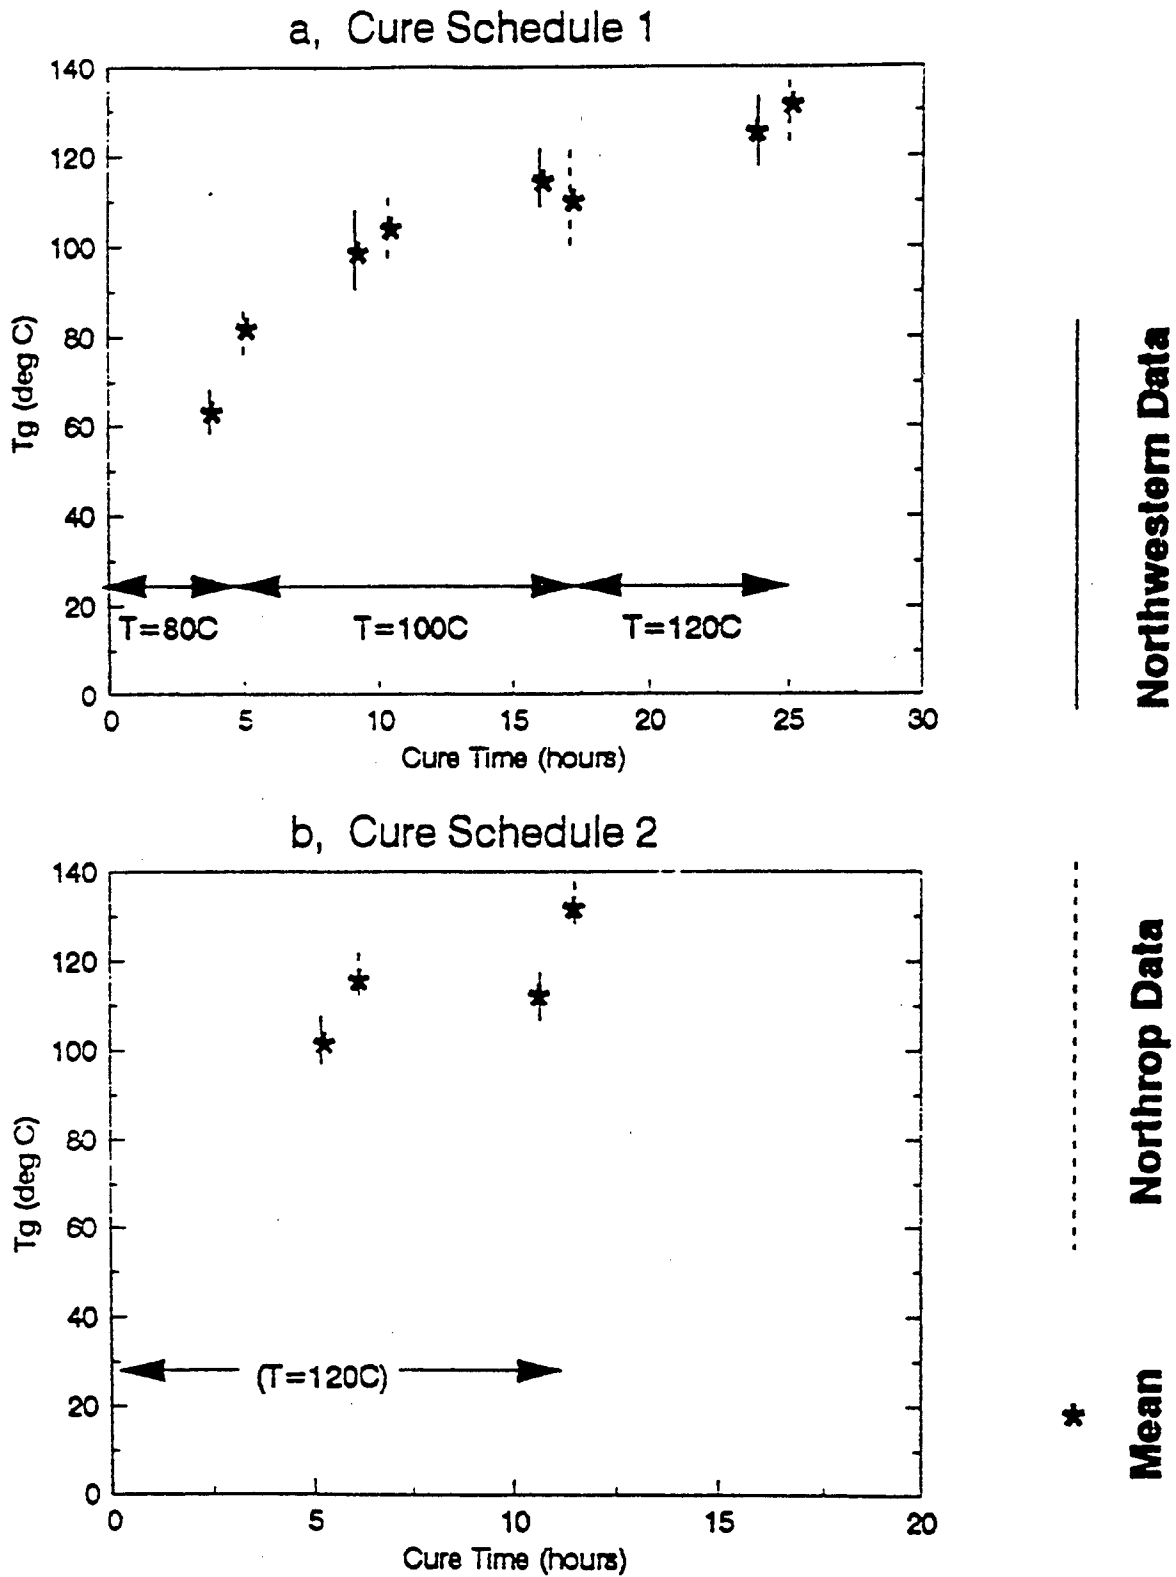 a, Cure Schedule 1
140
120
100
80
60
40
20
0
Tg (deg C)
T=80C T=100C T=120C
0 5 10 15 20 25 30
Cure Time (hours)
b, Cure Schedule 2
140
120
100
80
60
40
20
0
Tg (deg C)
(T=120C)
0 5 10 15 20
Cure Time (hours)
Northwestern Data
Northrop Data
Mean